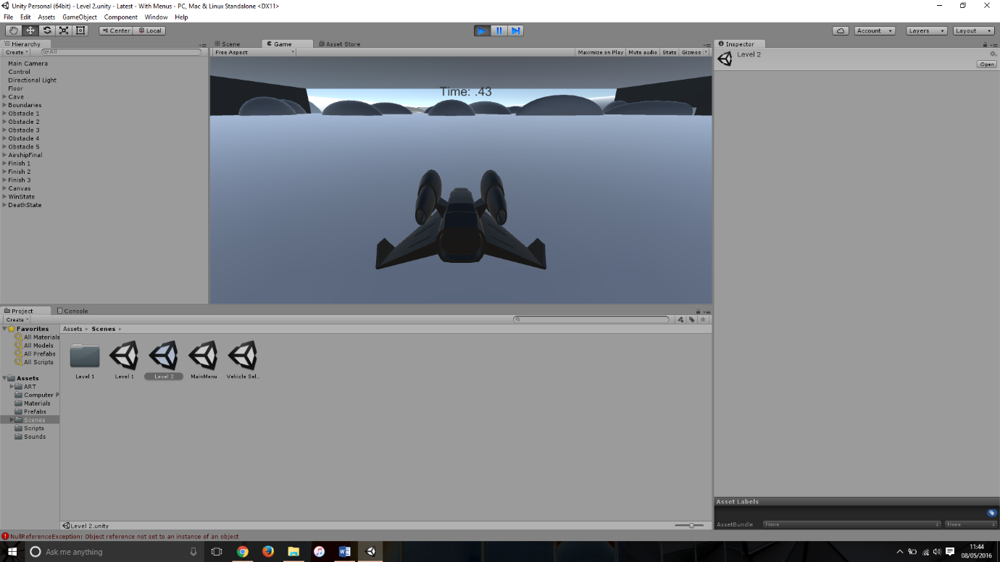 Unity Personal (64bit) - Level 2.unity - Latest - With Menus - PC, Mac & Linux Standalone <DX11>
File Edit Assets GameObject Component Window Help
Center Local Account Layers Layout
Hierarchy
Create All
Main Camera
Control
Directional Light
Floor
Cave
Boundaries
Obstacle 1
Obstacle 2
Obstacle 3
Obstacle 4
Obstacle 5
AirshipFinal
Finish 1
Finish 2
Finish 3
Canvas
WinState
DeathState
Scene Game Asset Store
Free Aspect Maximize on Play Mute audio Stats Gizmos
Time: .43
Inspector
Level 2
Open
Project Console
Create
Favorites
All Materials
All Models
All Prefabs
All Scripts
Assets
ART
Computer P
Materials
Prefabs
Scenes
Scripts
Sounds
Assets Scenes
Level 1 Level 1 Level 2 MainMenu Vehicle Sel...
Level 2.unity
Asset Labels
AssetBundle None None
NullReferenceException: Object reference not set to an instance of an object
Ask me anything
11:44
08/05/2016